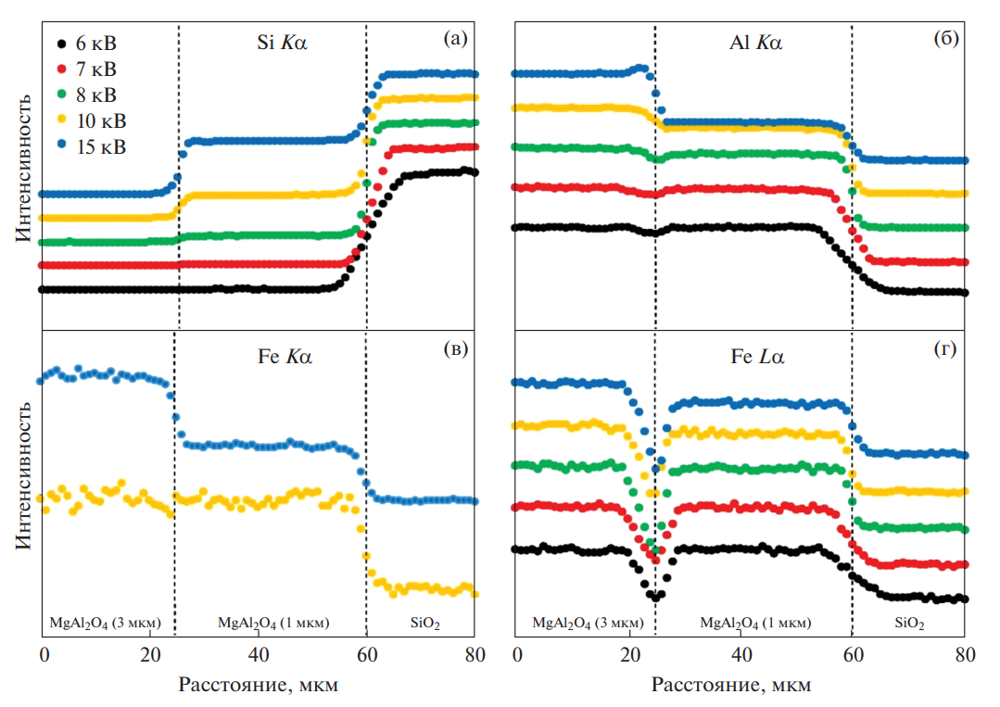 Si Kα
(а)
6 кВ
7 кВ
8 кВ
10 кВ
15 кВ
Интенсивность
Al Kα
(б)
Fe Kα
(в)
Интенсивность
MgAl₂O₄ (3 мкм)
MgAl₂O₄ (1 мкм)
SiO₂
0 20 40 60 80
Расстояние, мкм
Fe Lα
(г)
MgAl₂O₄ (3 мкм)
MgAl₂O₄ (1 мкм)
SiO₂
0 20 40 60 80
Расстояние, мкм